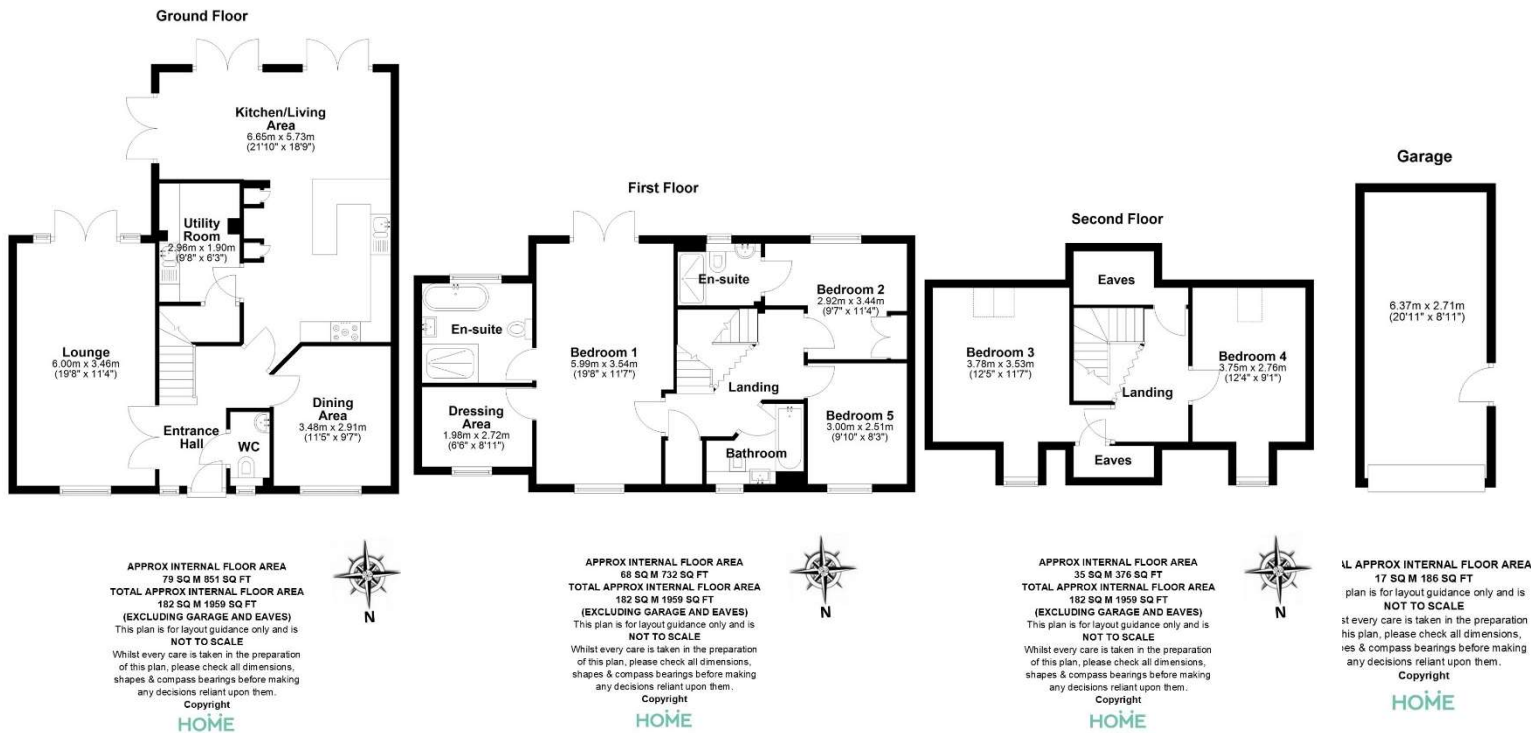 Ground Floor
Kitchen/Living
Area
6.65m x 5.73m
(21'10" x 18'9")
Utility
Room
2.96m x 1.90m
(9'8" x 6'3")
Lounge
6.00m x 3.46m
(19'8" x 11'4")
Entrance
Hall
WC
Dining
Area
3.48m x 2.91m
(11'5" x 9'7")
APPROX INTERNAL FLOOR AREA
79 SQ M 851 SQ FT
TOTAL APPROX INTERNAL FLOOR AREA
182 SQ M 1959 SQ FT
(EXCLUDING GARAGE AND EAVES)
This plan is for layout guidance only and is
NOT TO SCALE
Whilst every care is taken in the preparation
of this plan, please check all dimensions,
shapes & compass bearings before making
any decisions reliant upon them.
Copyright
HOME
N
First Floor
En-suite
Bedroom 2
2.92m x 3.44m
(9'7" x 11'4")
En-suite
Bedroom 1
5.99m x 3.54m
(19'8" x 11'7")
Landing
Dressing
Area
1.98m x 2.72m
(6'6" x 8'11")
Bedroom 5
3.00m x 2.51m
(9'10" x 8'3")
Bathroom
APPROX INTERNAL FLOOR AREA
68 SQ M 732 SQ FT
TOTAL APPROX INTERNAL FLOOR AREA
182 SQ M 1959 SQ FT
(EXCLUDING GARAGE AND EAVES)
This plan is for layout guidance only and is
NOT TO SCALE
Whilst every care is taken in the preparation
of this plan, please check all dimensions,
shapes & compass bearings before making
any decisions reliant upon them.
Copyright
HOME
N
Second Floor
Eaves
Bedroom 3
3.78m x 3.53m
(12'5" x 11'7")
Bedroom 4
3.75m x 2.76m
(12'4" x 9'1")
Landing
Eaves
APPROX INTERNAL FLOOR AREA
35 SQ M 376 SQ FT
TOTAL APPROX INTERNAL FLOOR AREA
182 SQ M 1959 SQ FT
(EXCLUDING GARAGE AND EAVES)
This plan is for layout guidance only and is
NOT TO SCALE
Whilst every care is taken in the preparation
of this plan, please check all dimensions,
shapes & compass bearings before making
any decisions reliant upon them.
Copyright
HOME
N
Garage
6.37m x 2.71m
(20'11" x 8'11")
AL APPROX INTERNAL FLOOR AREA
17 SQ M 186 SQ FT
plan is for layout guidance only and is
NOT TO SCALE
st every care is taken in the preparation
his plan, please check all dimensions,
es & compass bearings before making
any decisions reliant upon them.
Copyright
HOME